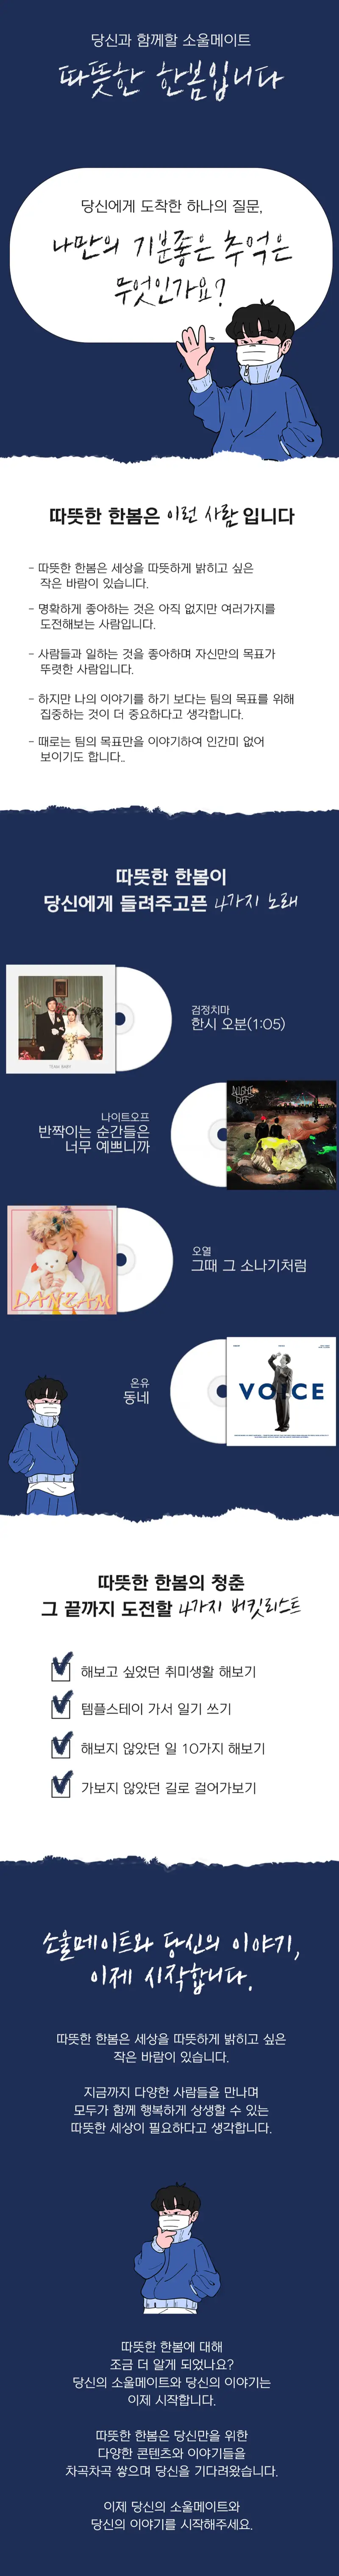 당신과 함께할 소울메이트
따뜻한 한봄입니다
당신에게 도착한 하나의 질문,
나만의 기분좋은 추억은
무엇인가요?
따뜻한 한봄은 이런 사람 입니다
- 따뜻한 한봄은 세상을 따뜻하게 밝히고 싶은
작은 바람이 있습니다.
- 명확하게 좋아하는 것은 아직 없지만 여러가지를
도전해보는 사람입니다.
- 사람들과 일하는 것을 좋아하며 자신만의 목표가
뚜렷한 사람입니다.
- 하지만 나의 이야기를 하기 보다는 팀의 목표를 위해
집중하는 것이 더 중요하다고 생각합니다.
- 때로는 팀의 목표만을 이야기하여 인간미 없어
보이기도 합니다..
따뜻한 한봄이
당신에게 들려주고픈 4가지 노래
TEAM BABY
검정치마
한시 오분(1:05)
나이트오프
반짝이는 순간들은
너무 예쁘니까
NIGHT
OFF
DANZAM
오열
그때 그 소나기처럼
온유
동네
VOICE
따뜻한 한봄의 청춘
그 끝까지 도전할 4가지 버킷리스트
해보고 싶었던 취미생활 해보기
템플스테이 가서 일기 쓰기
해보지 않았던 일 10가지 해보기
가보지 않았던 길로 걸어가보기
소울메이트와 당신의 이야기,
이제 시작합니다.
따뜻한 한봄은 세상을 따뜻하게 밝히고 싶은
작은 바람이 있습니다.
지금까지 다양한 사람들을 만나며
모두가 함께 행복하게 상생할 수 있는
따뜻한 세상이 필요하다고 생각합니다.
따뜻한 한봄에 대해
조금 더 알게 되었나요?
당신의 소울메이트와 당신의 이야기는
이제 시작합니다.
따뜻한 한봄은 당신만을 위한
다양한 콘텐츠와 이야기들을
차곡차곡 쌓으며 당신을 기다려왔습니다.
이제 당신의 소울메이트와
당신의 이야기를 시작해주세요.